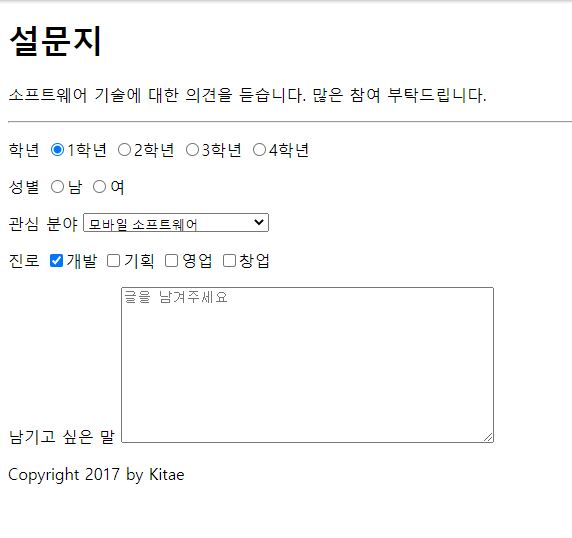 설문지
소프트웨어 기술에 대한 의견을 듣습니다. 많은 참여 부탁드립니다.
학년 1학년 2학년 3학년 4학년
성별 남 여
관심 분야 모바일 소프트웨어
진로 개발 기획 영업 창업
글을 남겨주세요
남기고 싶은 말
Copyright 2017 by Kitae